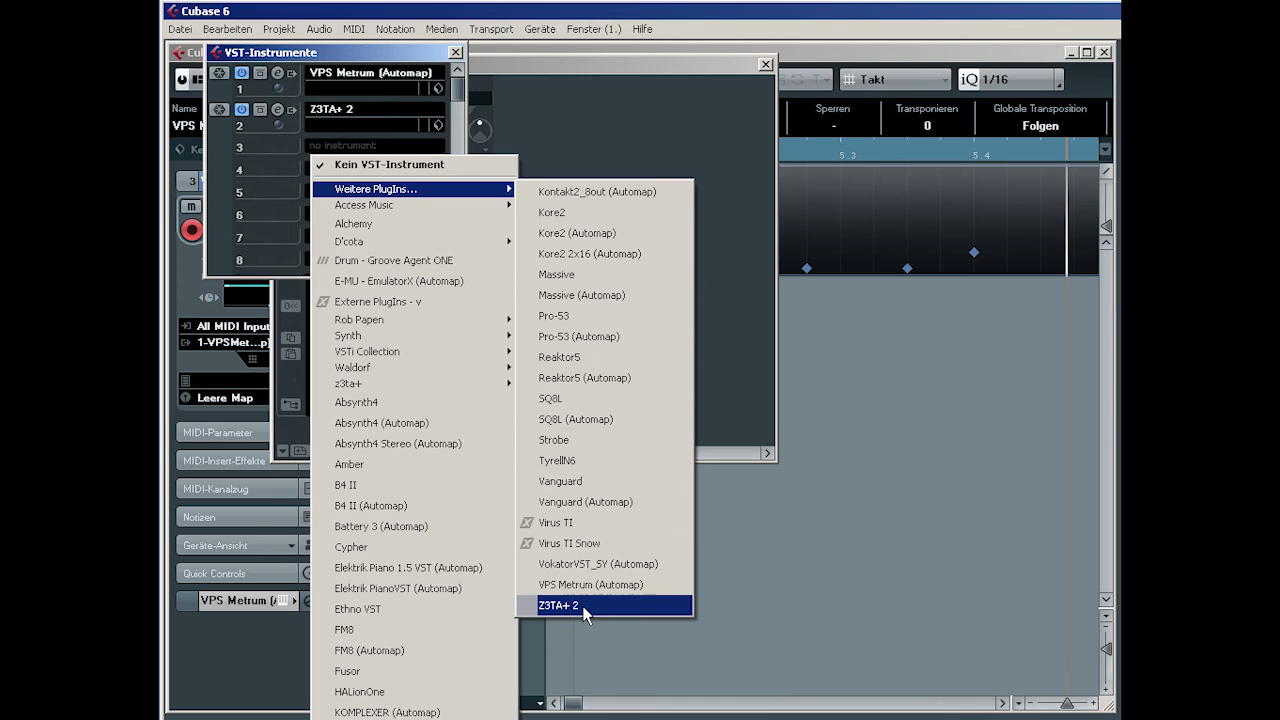 Cubase 6
Datei Bearbeiten Projekt Audio MIDI Notation Medien Transport Geräte Fenster (1.) Hilfe
VST-Instrumente
VPS Metrum (Automap)
1
Z3TA+ 2
2
3 no instrument
4
5
6
7
8
Takt
iQ 1/16
Name
VPS M
Sperren
-
Transponieren
0
Globale Transposition
Folgen
5.3
5.4
3
m
All MIDI Input
1-VPSMet...p]
Leere Map
MIDI-Parameter
MIDI-Insert-Effekte
MIDI-Kanalzug
Notizen
Geräte-Ansicht
Quick Controls
VPS Metrum (A
Kein VST-Instrument
Weitere PlugIns...
Access Music
Alchemy
D'cota
Drum - Groove Agent ONE
E-MU - EmulatorX (Automap)
Externe PlugIns - v
Rob Papen
Synth
VSTi Collection
Waldorf
z3ta+
Absynth4
Absynth4 (Automap)
Absynth4 Stereo (Automap)
Amber
B4 II
B4 II (Automap)
Battery 3 (Automap)
Cypher
Elektrik Piano 1.5 VST (Automap)
Elektrik PianoVST (Automap)
Ethno VST
FM8
FM8 (Automap)
Fusor
HALionOne
KOMPLEXER (Automap)
Kontakt2_8out (Automap)
Kore2
Kore2 (Automap)
Kore2 2x16 (Automap)
Massive
Massive (Automap)
Pro-53
Pro-53 (Automap)
Reaktor5
Reaktor5 (Automap)
SQ8L
SQ8L (Automap)
Strobe
TyrellN6
Vanguard
Vanguard (Automap)
Virus TI
Virus TI Snow
VokatorVST_SY (Automap)
VPS Metrum (Automap)
Z3TA+ 2